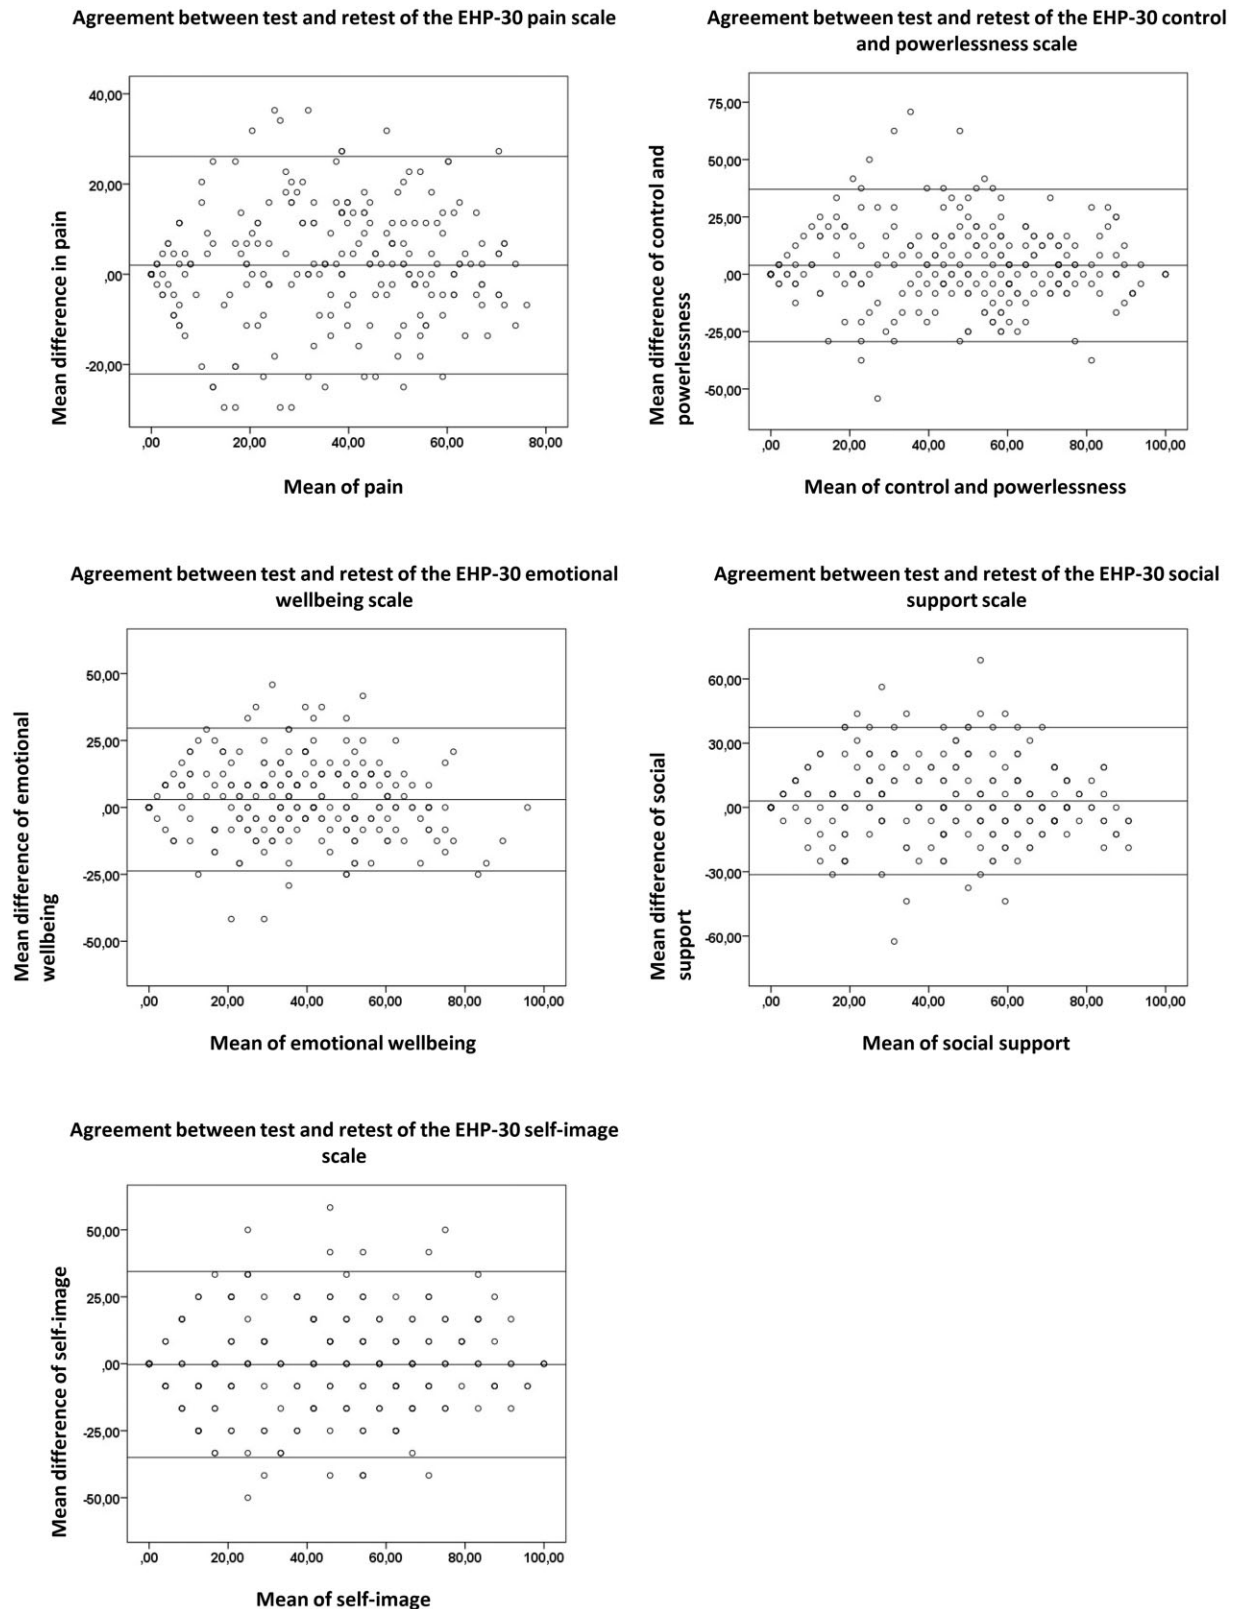 Agreement between test and retest of the EHP-30 pain scale
Mean difference in pain
40,00
20,00
,00
-20,00
,00 20,00 40,00 60,00 80,00
Mean of pain
Agreement between test and retest of the EHP-30 control
and powerlessness scale
Mean difference of control and
powerlessness
75,00
50,00
25,00
,00
-25,00
-50,00
,00 20,00 40,00 60,00 80,00 100,00
Mean of control and powerlessness
Agreement between test and retest of the EHP-30 emotional
wellbeing scale
Mean difference of emotional
wellbeing
50,00
25,00
,00
-25,00
-50,00
,00 20,00 40,00 60,00 80,00 100,00
Mean of emotional wellbeing
Agreement between test and retest of the EHP-30 social
support scale
Mean difference of social
support
60,00
30,00
,00
-30,00
-60,00
,00 20,00 40,00 60,00 80,00 100,00
Mean of social support
Agreement between test and retest of the EHP-30 self-image
scale
Mean difference of self-image
50,00
25,00
,00
-25,00
-50,00
,00 20,00 40,00 60,00 80,00 100,00
Mean of self-image